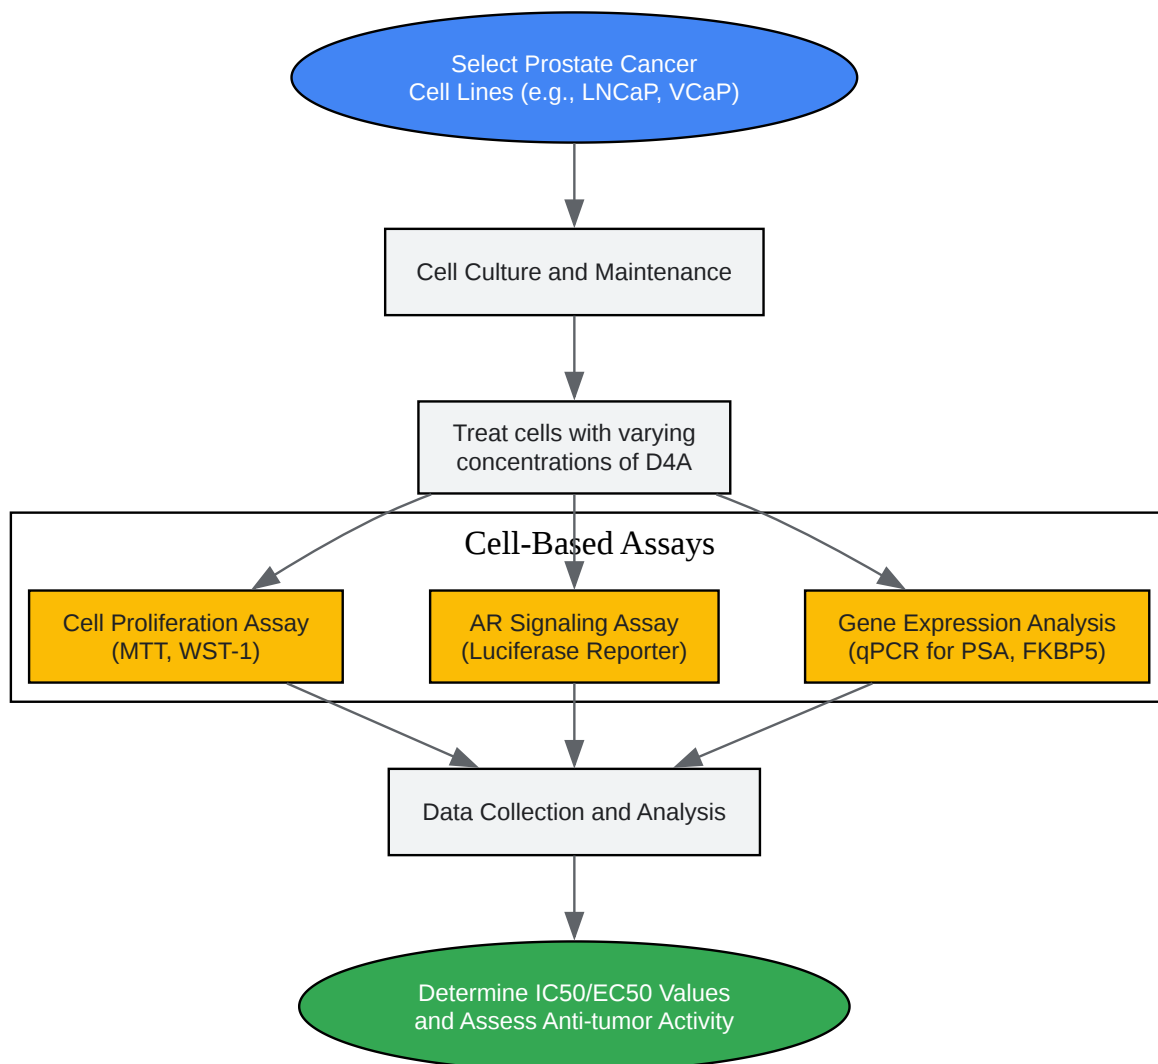 Select Prostate Cancer
Cell Lines (e.g., LNCaP, VCaP)
Cell Culture and Maintenance
Treat cells with varying
concentrations of D4A
Cell-Based Assays
Cell Proliferation Assay
(MTT, WST-1)
AR Signaling Assay
(Luciferase Reporter)
Gene Expression Analysis
(qPCR for PSA, FKBP5)
Data Collection and Analysis
Determine IC50/EC50 Values
and Assess Anti-tumor Activity